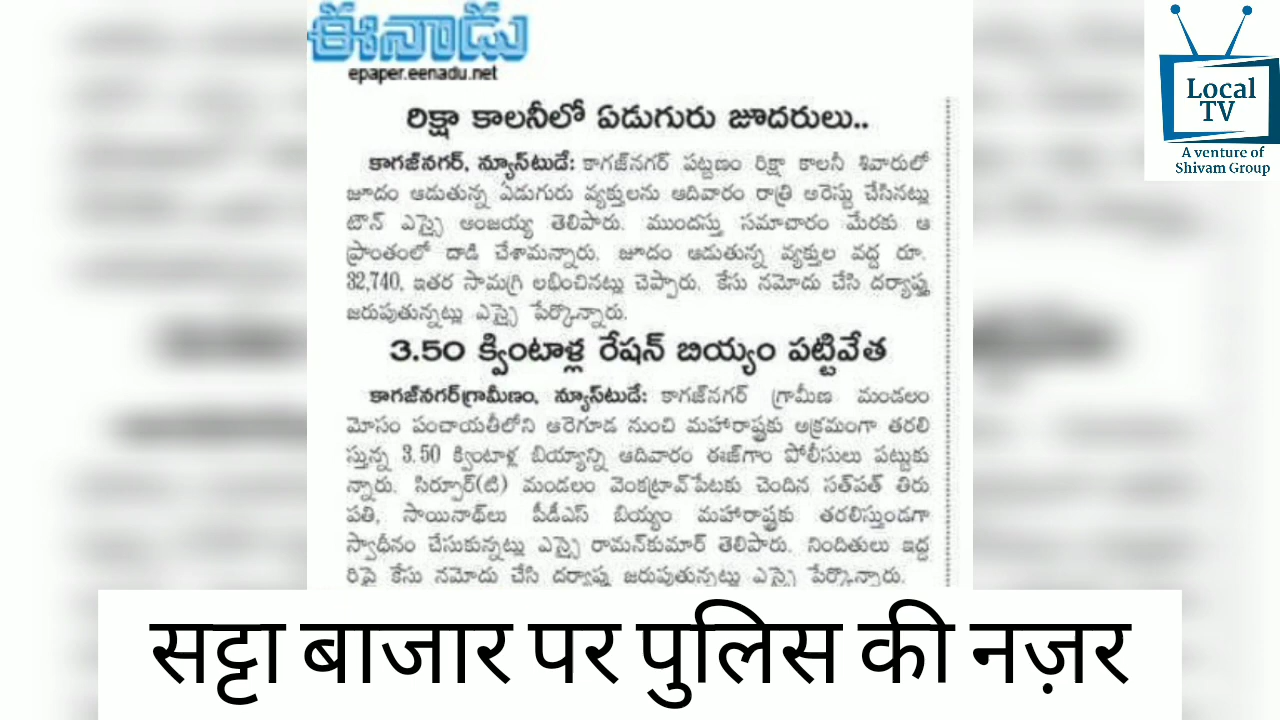 ఈనాడు
epaper.eenadu.net
రిక్షా కాలనీలో ఏడుగురు జూదరులు..
కాగజ్‌నగర్, న్యూస్‌టుడే: కాగజ్‌నగర్ పట్టణం రిక్షా కాలనీ శివారులో
జూదం ఆడుతున్న ఏడుగురు వ్యక్తులను ఆదివారం రాత్రి అరెస్టు చేసినట్లు
టౌన్ ఎస్సై అంజయ్య తెలిపారు. ముందస్తు సమాచారం మేరకు ఆ
ప్రాంతంలో దాడి చేశామన్నారు. జూదం ఆడుతున్న వ్యక్తుల వద్ద రూ.
32,740, ఇతర సామగ్రి లభించినట్లు చెప్పారు. కేసు నమోదు చేసి దర్యాప్తు
జరుపుతున్నట్లు ఎస్సై పేర్కొన్నారు.
3.50 క్వింటాళ్ల రేషన్ బియ్యం పట్టివేత
కాగజ్‌నగర్‌గ్రామీణం, న్యూస్‌టుడే: కాగజ్‌నగర్ గ్రామీణ మండలం
మోసం పంచాయతీలోని ఆరెగూడ నుంచి మహారాష్ట్రకు అక్రమంగా తరలి
స్తున్న 3.50 క్వింటాళ్ల బియ్యాన్ని ఆదివారం ఈజ్‌గాం పోలీసులు పట్టుకు
న్నారు. సిర్పూర్(టి) మండలం వెంకట్రావ్‌పేటకు చెందిన సత్‌పత్ తిరు
పతి, సాయినాథ్‌లు పీడీఎస్ బియ్యం మహారాష్ట్రకు తరలిస్తుండగా
స్వాధీనం చేసుకున్నట్లు ఎస్సై రామన్‌కుమార్ తెలిపారు. నిందితులు ఇద్ద
రిపై కేసు నమోదు చేసి దర్యాప్తు జరుపుతున్నట్లు ఎస్సై పేర్కొన్నారు.
Local
TV
A venture of
Shivam Group
सट्टा बाजार पर पुलिस की नज़र